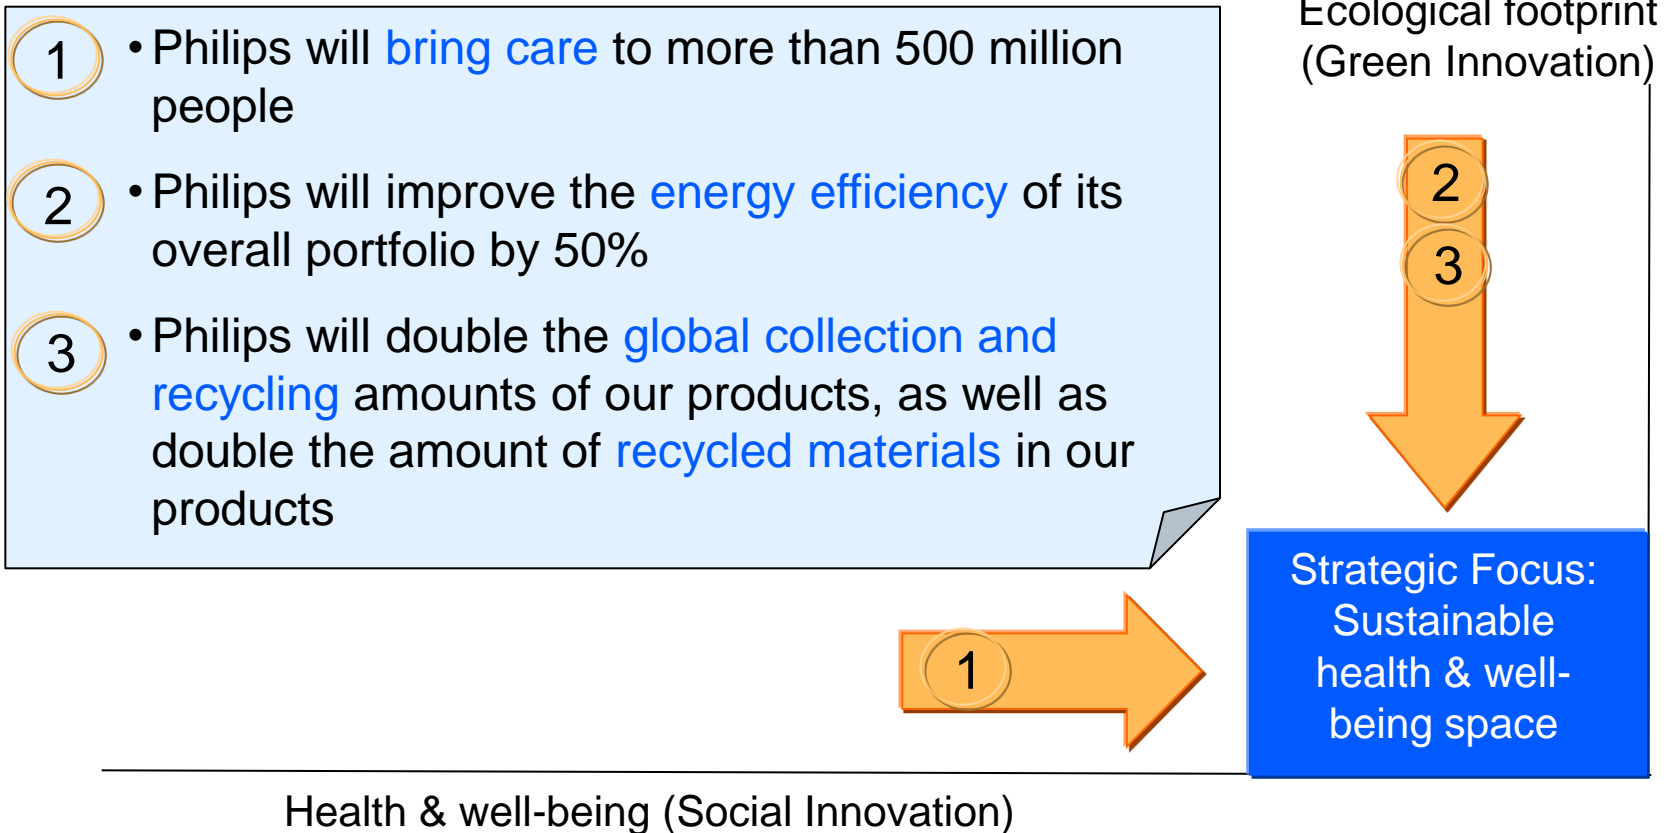 1
• Philips will bring care to more than 500 million
people
2
• Philips will improve the energy efficiency of its
overall portfolio by 50%
3
• Philips will double the global collection and
recycling amounts of our products, as well as
double the amount of recycled materials in our
products
Ecological footprint
(Green Innovation)
2
3
1
Strategic Focus:
Sustainable
health & well-
being space
Health & well-being (Social Innovation)